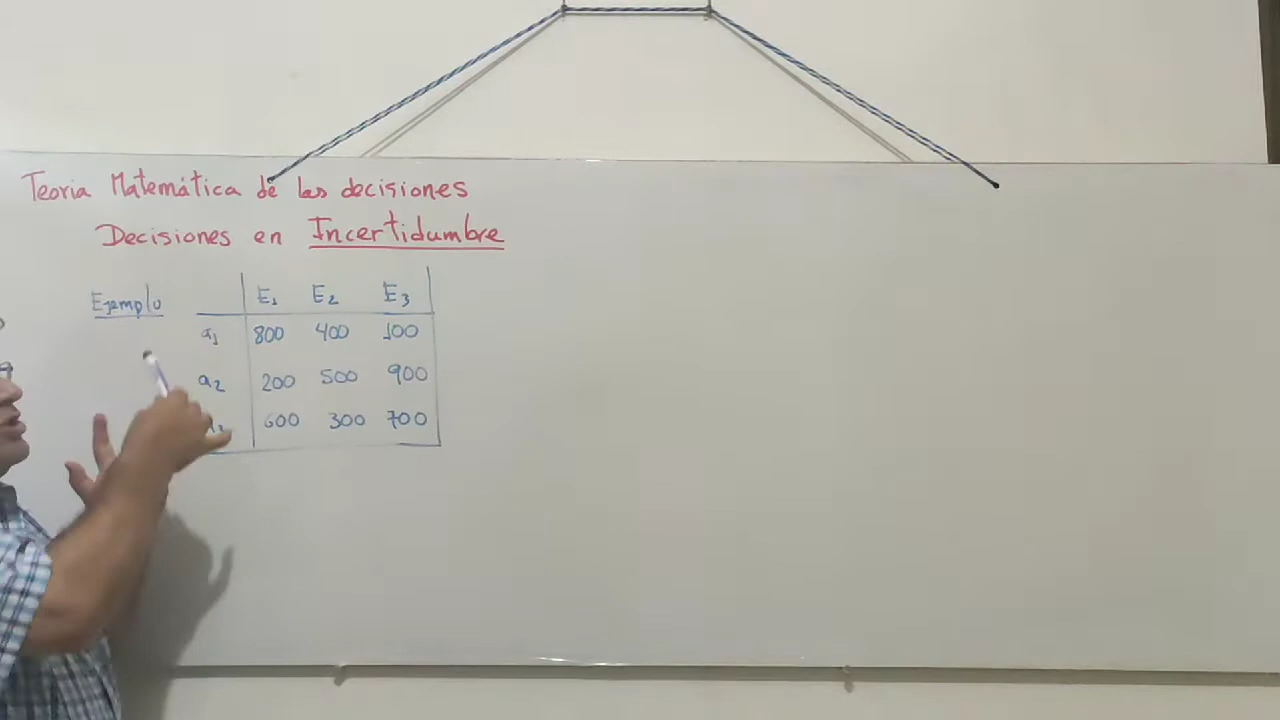 Teoria Matemática de las decisiones
Decisiones en Incertidumbre
Ejemplo E1 E2 E3
a1 800 400 100
a2 200 500 900
600 300 700